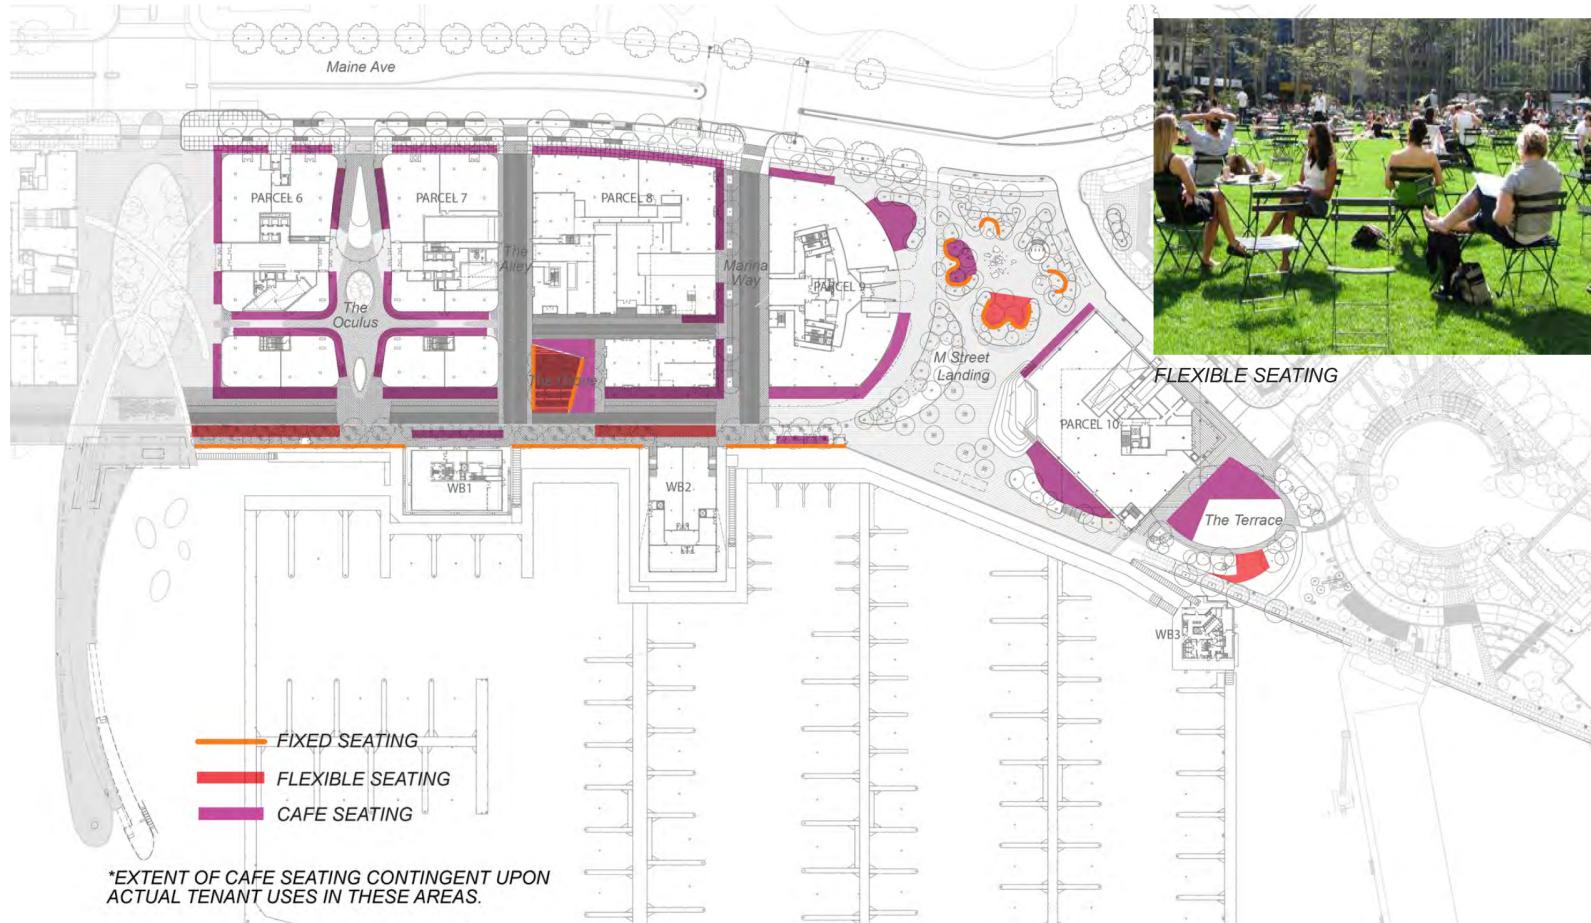 Maine Ave
PARCEL 6
PARCEL 7
PARCEL 8
The
Alley
Marina
Way
PARCEL 9
The
Oculus
M Street
Landing
FLEXIBLE SEATING
PARCEL 10
WB1
WB2
The Terrace
WB3
FIXED SEATING
FLEXIBLE SEATING
CAFE SEATING
*EXTENT OF CAFE SEATING CONTINGENT UPON
ACTUAL TENANT USES IN THESE AREAS.